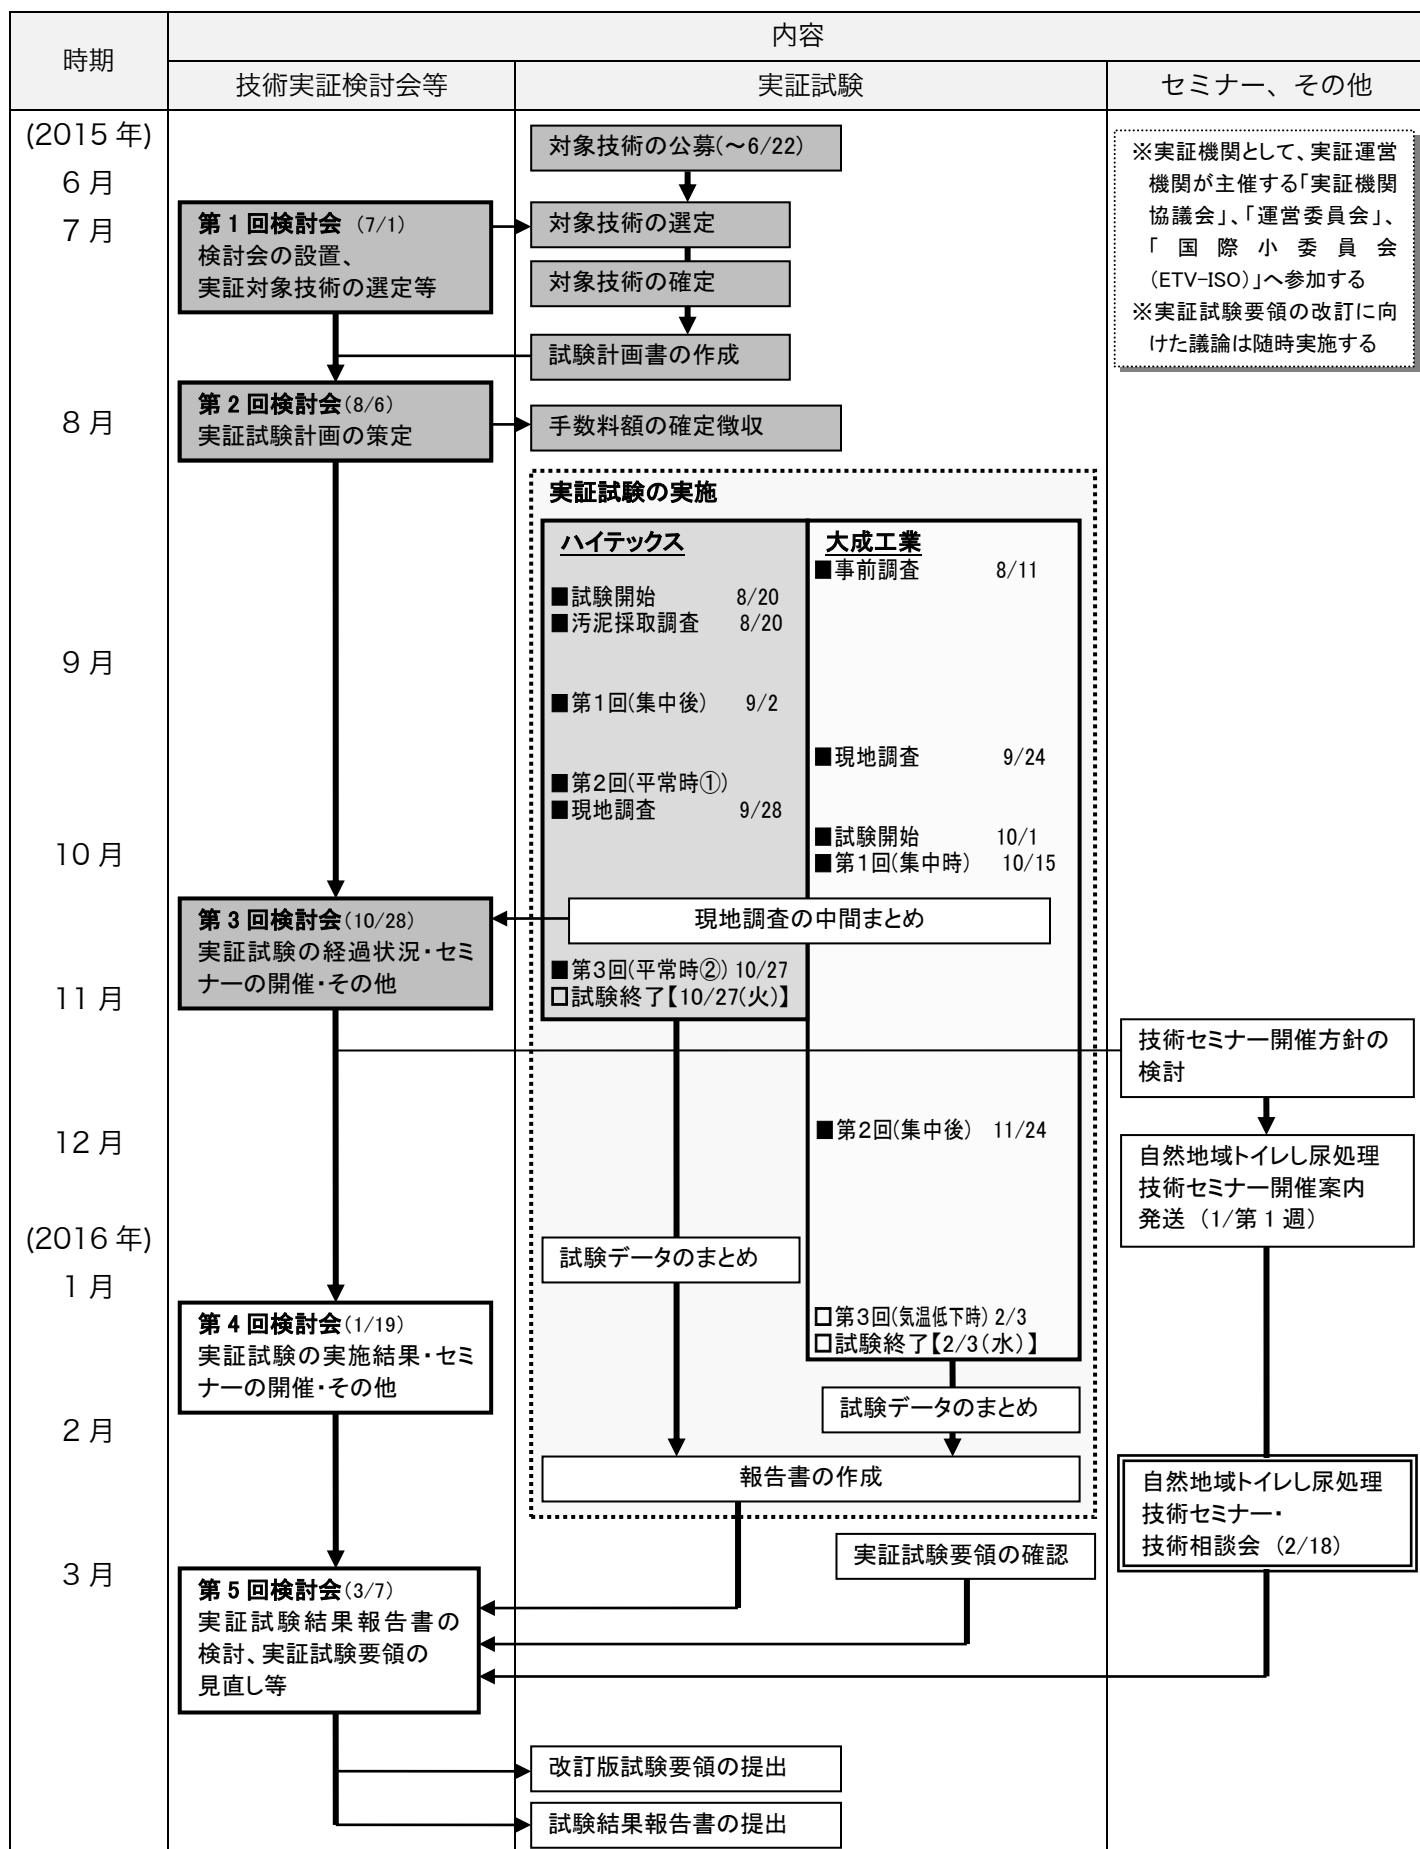 時期
内容
技術実証検討会等
実証試験
セミナー、その他
(2015 年)
6 月
7 月
8 月
9 月
10 月
11 月
12 月
(2016 年)
1 月
2 月
3 月
第 1 回検討会 (7/1)
検討会の設置、
実証対象技術の選定等
第 2 回検討会(8/6)
実証試験計画の策定
第 3 回検討会(10/28)
実証試験の経過状況・セミ
ナーの開催・その他
第 4 回検討会(1/19)
実証試験の実施結果・セミ
ナーの開催・その他
第 5 回検討会(3/7)
実証試験結果報告書の
検討、実証試験要領の
見直し等
対象技術の公募(～6/22)
対象技術の選定
対象技術の確定
試験計画書の作成
手数料額の確定徴収
実証試験の実施
ハイテックス
■試験開始 8/20
■汚泥採取調査 8/20
■第1回(集中後) 9/2
■第2回(平常時①)
■現地調査 9/28
大成工業
■事前調査 8/11
■現地調査 9/24
■試験開始 10/1
■第1回(集中時) 10/15
現地調査の中間まとめ
■第3回(平常時②) 10/27
□試験終了【10/27(火)】
■第2回(集中後) 11/24
試験データのまとめ
□第3回(気温低下時) 2/3
□試験終了【2/3(水)】
試験データのまとめ
報告書の作成
実証試験要領の確認
改訂版試験要領の提出
試験結果報告書の提出
※実証機関として、実証運営
機関が主催する「実証機関
協議会」、「運営委員会」、
「国際小委員会
(ETV-ISO)」へ参加する
※実証試験要領の改訂に向
けた議論は随時実施する
技術セミナー開催方針の
検討
自然地域トイレし尿処理
技術セミナー開催案内
発送 (1/第 1 週)
自然地域トイレし尿処理
技術セミナー・
技術相談会 (2/18)